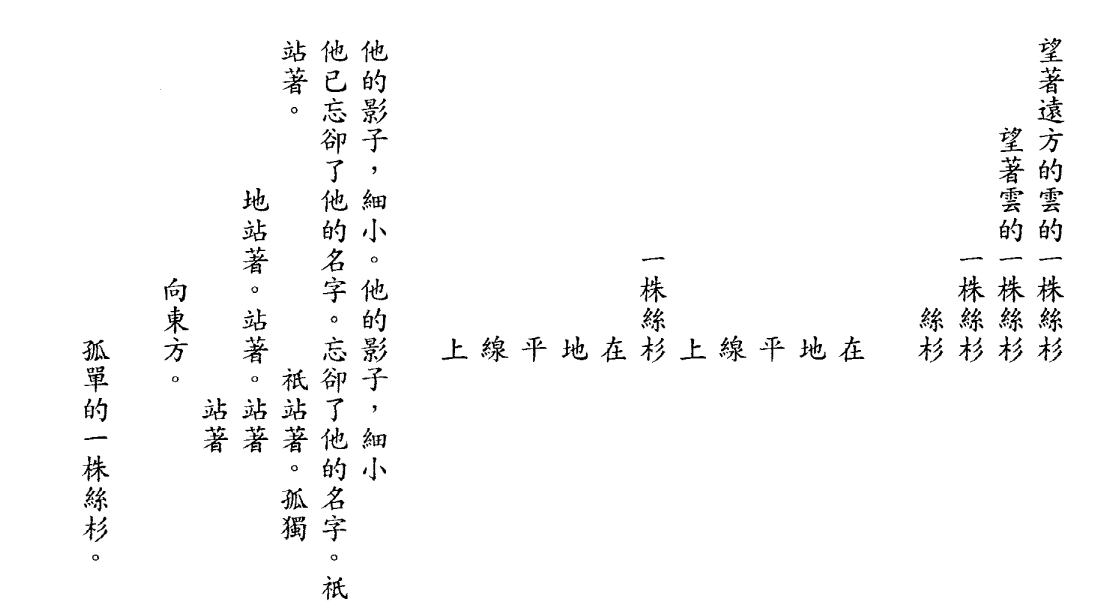 望著遠方的雲的一株絲杉
望著雲的一株絲杉
一株絲杉
絲杉
在
地
平
線
上
一株絲杉
在
地
平
線
上
他的影子，細小。他的影子，細小
他已忘卻了他的名字。忘卻了他的名字。祇
站著。祇站著。孤獨
地站著。站著。站著
站著
向東方。
孤單的一株絲杉。